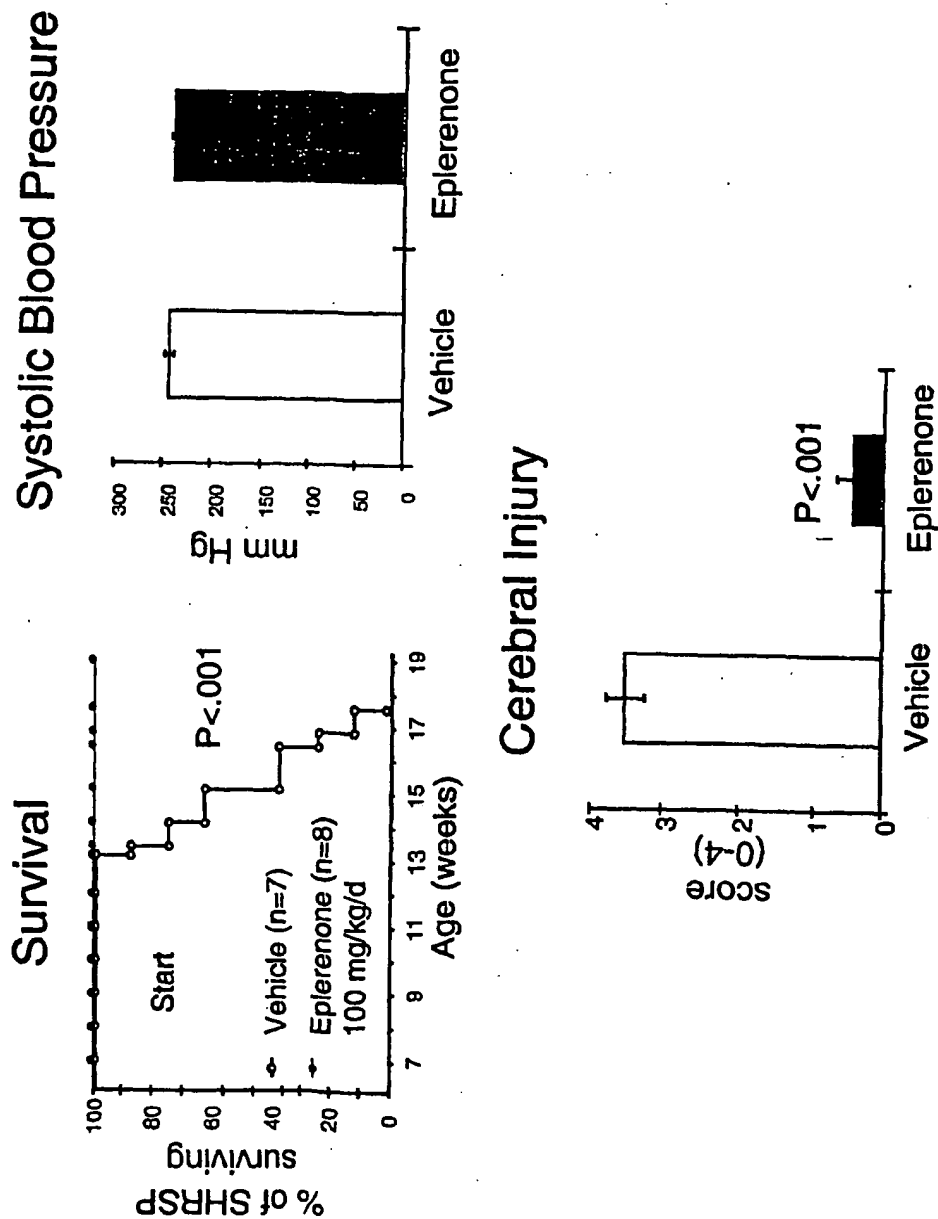 Survival
% of SHRSP
surviving
100
80
60
40
20
0
Start
P<.001
Vehicle (n=7)
Eplerenone (n=8)
100 mg/kg/d
7
9
11
13
15
17
19
Age (weeks)
Systolic Blood Pressure
mm Hg
300
250
200
150
100
50
0
Vehicle
Eplerenone
Cerebral Injury
score
(0-4)
4
3
2
1
0
P<.001
Vehicle
Eplerenone